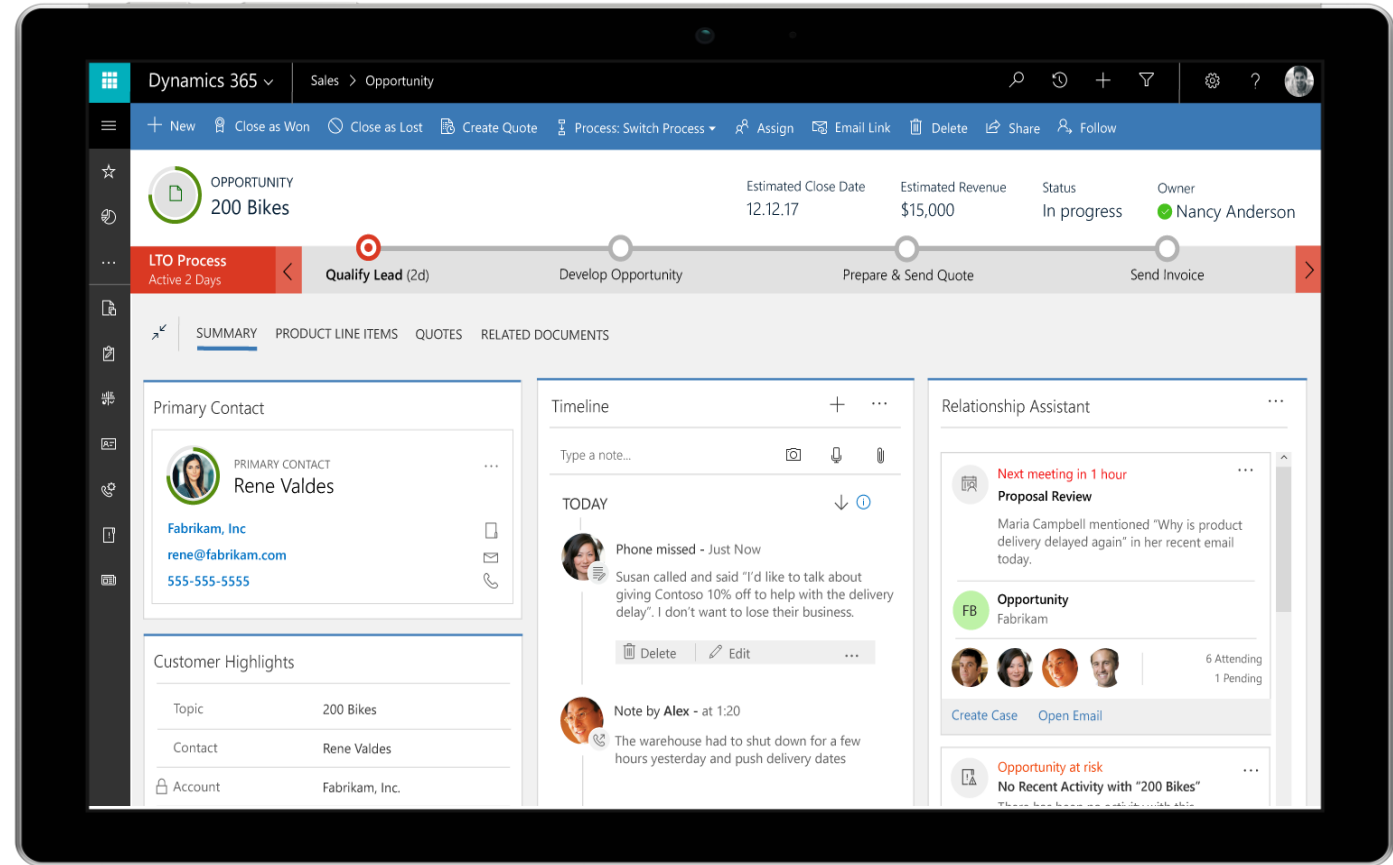 Dynamics 365
Sales > Opportunity
?
New
Close as Won
Close as Lost
Create Quote
Process: Switch Process
Assign
Email Link
Delete
Share
Follow
OPPORTUNITY
200 Bikes
Estimated Close Date
12.12.17
Estimated Revenue
$15,000
Status
In progress
Owner
Nancy Anderson
LTO Process
Active 2 Days
Qualify Lead (2d)
Develop Opportunity
Prepare & Send Quote
Send Invoice
SUMMARY
PRODUCT LINE ITEMS
QUOTES
RELATED DOCUMENTS
Primary Contact
PRIMARY CONTACT
Rene Valdes
Fabrikam, Inc
rene@fabrikam.com
555-555-5555
Customer Highlights
Topic 200 Bikes
Contact Rene Valdes
Account Fabrikam, Inc.
Timeline
Type a note...
TODAY
Phone missed - Just Now
Susan called and said “I’d like to talk about
giving Contoso 10% off to help with the delivery
delay”. I don’t want to lose their business.
Delete
Edit
Note by Alex - at 1:20
The warehouse had to shut down for a few
hours yesterday and push delivery dates
Relationship Assistant
Next meeting in 1 hour
Proposal Review
Maria Campbell mentioned “Why is product
delivery delayed again” in her recent email
today.
FB
Opportunity
Fabrikam
6 Attending
1 Pending
Create Case
Open Email
Opportunity at risk
No Recent Activity with “200 Bikes”
There has been no activity with this